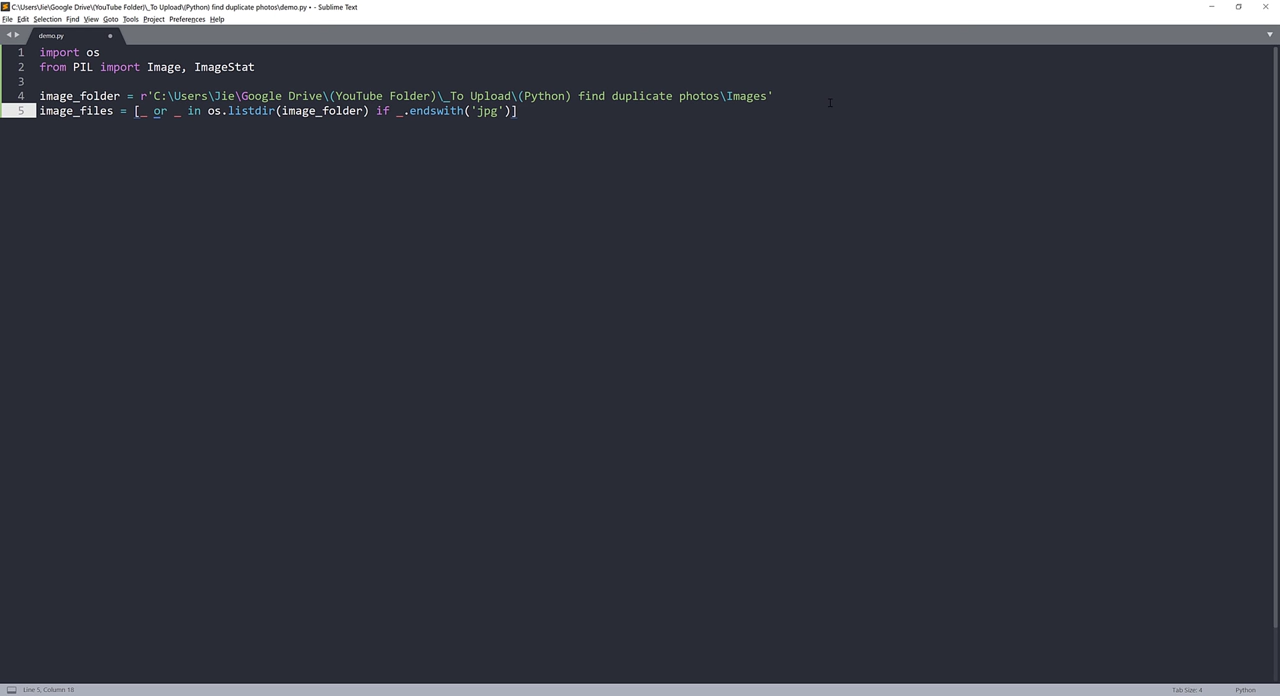 C:\Users\Jie\Google Drive\(YouTube Folder)\_To Upload\(Python) find duplicate photos\demo.py • - Sublime Text
File Edit Selection Find View Goto Tools Project Preferences Help
demo.py
1 import os
2 from PIL import Image, ImageStat
3
4 image_folder = r'C:\Users\Jie\Google Drive\(YouTube Folder)\_To Upload\(Python) find duplicate photos\Images'
5 image_files = [_ or _ in os.listdir(image_folder) if _.endswith('jpg')]
Line 5, Column 18 Tab Size: 4 Python